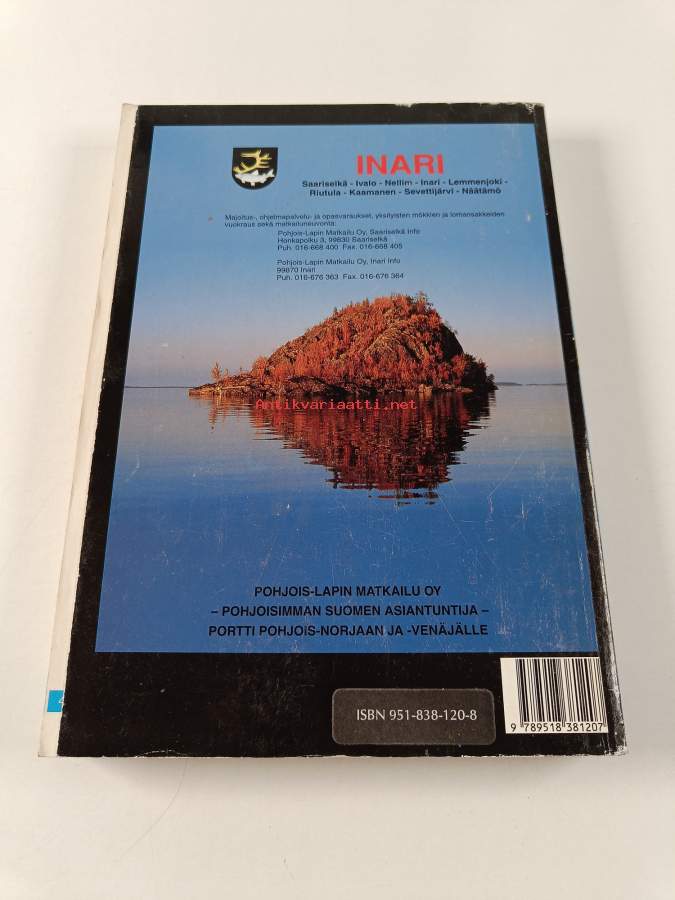 INARI
Saariselkä - Ivalo - Nellim - Inari - Lemmenjoki -
Riutula - Kaamanen - Sevettijärvi - Näätämö
Majoitus-, ohjelmapalvelu- ja opasvaraukset, yksityisten mökkien ja lomaosakkeiden
vuokraus sekä matkailuneuvonta:
Pohjois-Lapin Matkailu Oy, Saariselkä Info
Honkapolku 3, 99830 Saariselkä
Puh. 016-668 400 Fax. 016-668 405
Pohjois-Lapin Matkailu Oy, Inari Info
99870 Inari
Puh. 016-676 363 Fax. 016-676 364
Antikvariaatti.net
POHJOIS-LAPIN MATKAILU OY
– POHJOISIMMAN SUOMEN ASIANTUNTIJA –
PORTTI POHJOIS-NORJAAN JA -VENÄJÄLLE
ISBN 951-838-120-8
9 789518 381207